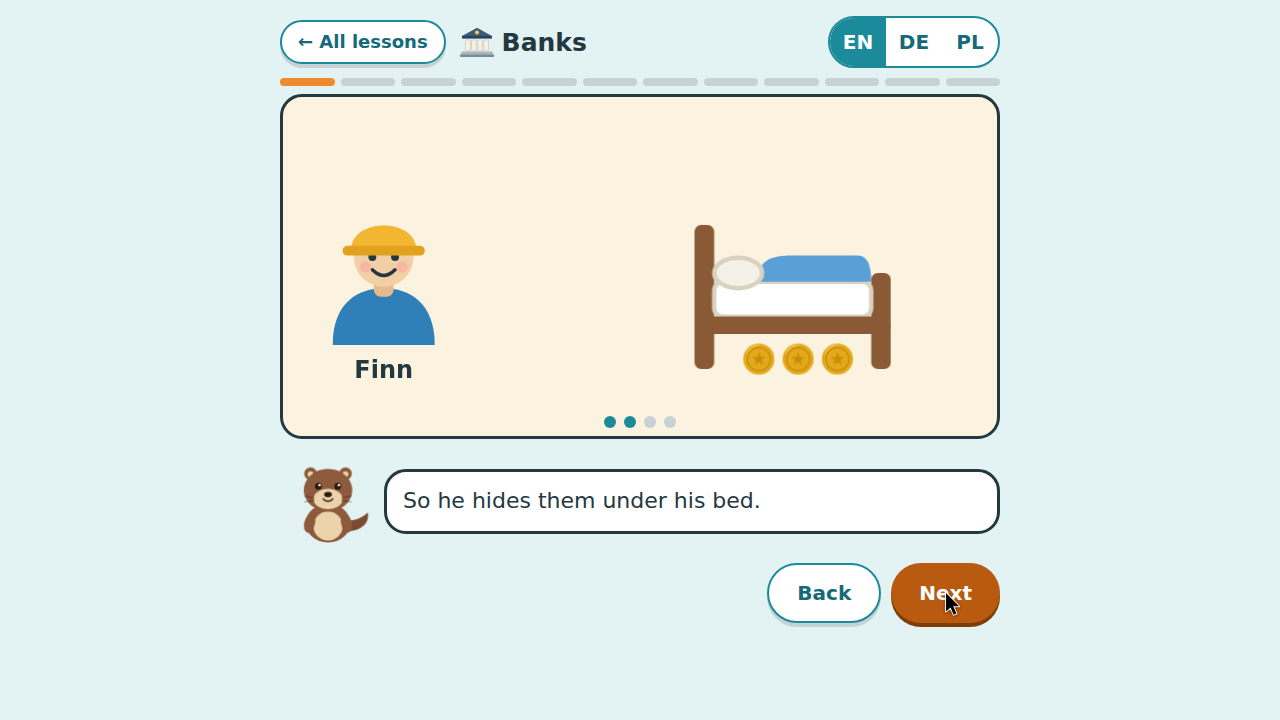 ← All lessons
Banks
EN DE PL
Finn
So he hides them under his bed.
Back
Next